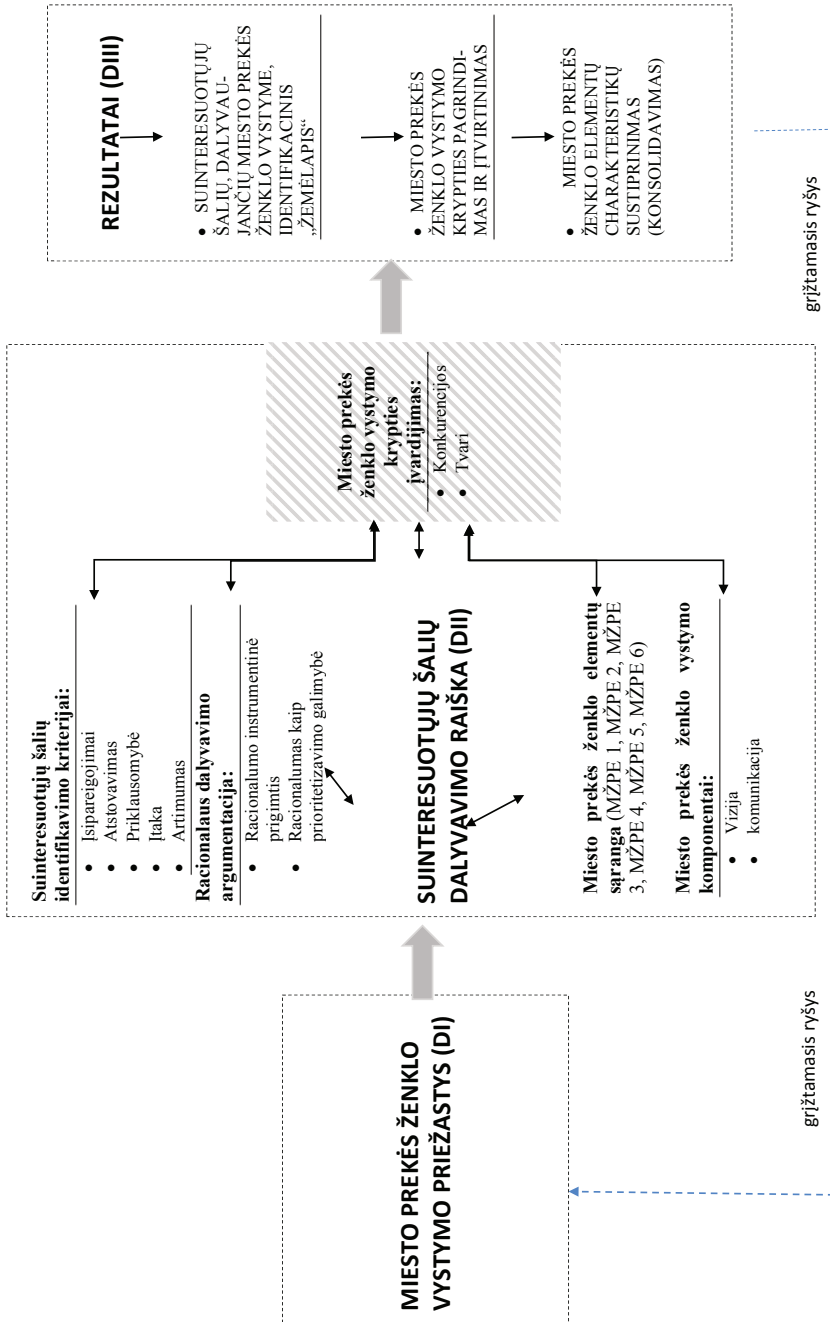 MIESTO PREKĖS ŽENKLO
VYSTYMO PRIEŽASTYS (DI)
Suinteresuotųjų šalių
identifikavimo kriterijai:
• Įsipareigojimai
• Atstovavimas
• Priklausomybė
• Įtaka
• Artimumas
Racionalaus dalyvavimo
argumentacija:
• Racionalumo instrumentinė
prigimtis
• Racionalumas kaip
prioritetizavimo galimybė
SUINTERESUOTŲJŲ ŠALIŲ
DALYVAVIMO RAIŠKA (DII)
Miesto prekės ženklo elementų
sąranga (MŽPE 1, MŽPE 2, MŽPE
3, MŽPE 4, MŽPE 5, MŽPE 6)
Miesto prekės ženklo vystymo
komponentai:
• Vizija
• komunikacija
Miesto prekės
ženklo vystymo
krypties
įvardijimas:
• Konkurencijos
• Tvari
REZULTATAI (DIII)
• SUINTERESUOTŲJŲ
ŠALIŲ, DALYVAU-
JANČIŲ MIESTO PREKĖS
ŽENKLO VYSTYME,
IDENTIFIKACINIS
„ŽEMĖLAPIS“
• MIESTO PREKĖS
ŽENKLO VYSTYMO
KRYPTIES PAGRINDI-
MAS IR ĮTVIRTINIMAS
• MIESTO PREKĖS
ŽENKLO ELEMENTŲ
CHARAKTERISTIKŲ
SUSTIPRINIMAS
(KONSOLIDAVIMAS)
grįžtamasis ryšys
grįžtamasis ryšys